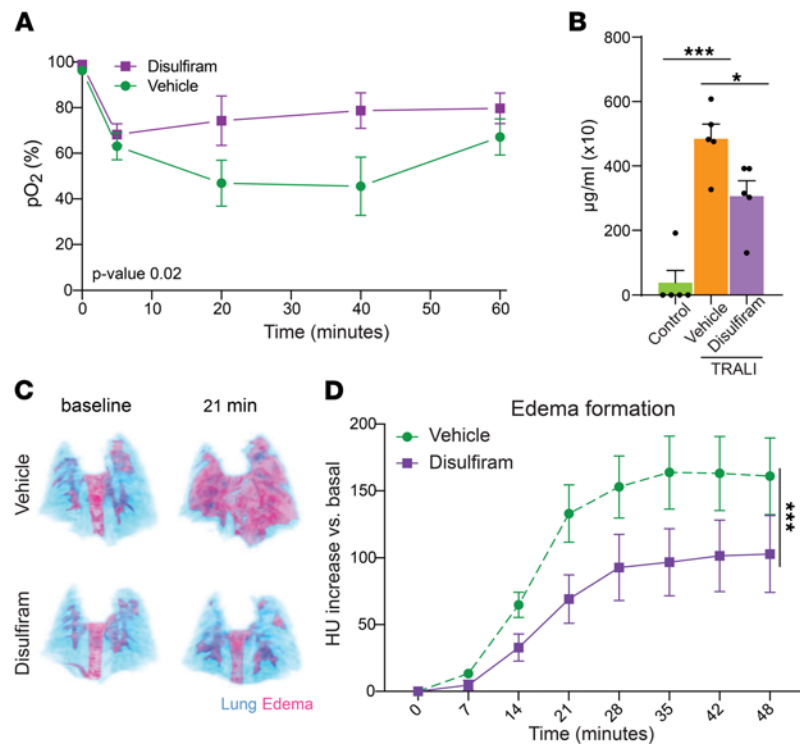 A
pO2 (%)
100
80
60
40
20
0
Disulfiram
Vehicle
p-value 0.02
0 10 20 30 40 50 60
Time (minutes)
B
µg/ml (x10)
800
600
400
200
0
***
*
Control
Vehicle
Disulfiram
TRALI
C
baseline 21 min
Vehicle
Disulfiram
Lung Edema
D
Edema formation
HU increase vs. basal
200
150
100
50
0
Vehicle
Disulfiram
***
0 7 14 21 28 35 42 48
Time (minutes)